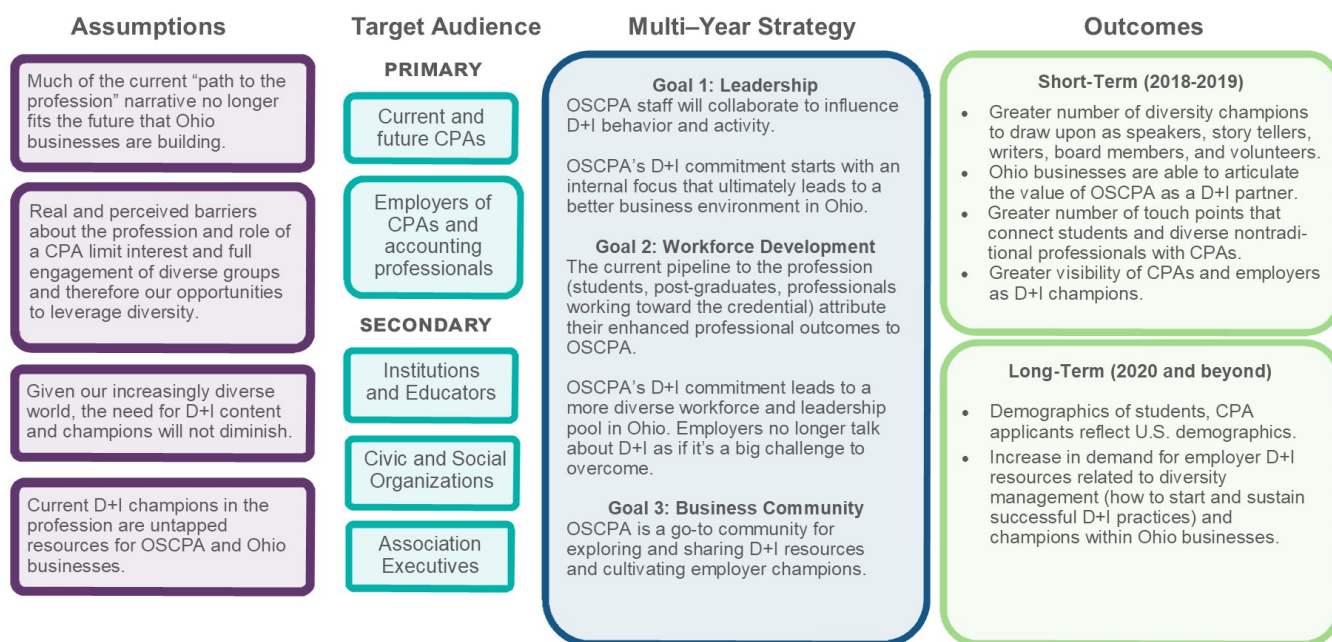 Assumptions
Much of the current “path to the
profession” narrative no longer
fits the future that Ohio
businesses are building.
Real and perceived barriers
about the profession and role of
a CPA limit interest and full
engagement of diverse groups
and therefore our opportunities
to leverage diversity.
Given our increasingly diverse
world, the need for D+I content
and champions will not diminish.
Current D+I champions in the
profession are untapped
resources for OSCPA and Ohio
businesses.
Target Audience
PRIMARY
Current and
future CPAs
Employers of
CPAs and
accounting
professionals
SECONDARY
Institutions
and Educators
Civic and Social
Organizations
Association
Executives
Multi–Year Strategy
Goal 1: Leadership
OSCPA staff will collaborate to influence
D+I behavior and activity.
OSCPA’s D+I commitment starts with an
internal focus that ultimately leads to a
better business environment in Ohio.
Goal 2: Workforce Development
The current pipeline to the profession
(students, post-graduates, professionals
working toward the credential) attribute
their enhanced professional outcomes to
OSCPA.
OSCPA’s D+I commitment leads to a
more diverse workforce and leadership
pool in Ohio. Employers no longer talk
about D+I as if it’s a big challenge to
overcome.
Goal 3: Business Community
OSCPA is a go-to community for
exploring and sharing D+I resources
and cultivating employer champions.
Outcomes
Short-Term (2018-2019)
• Greater number of diversity champions
to draw upon as speakers, story tellers,
writers, board members, and volunteers.
• Ohio businesses are able to articulate
the value of OSCPA as a D+I partner.
• Greater number of touch points that
connect students and diverse nontradi-
tional professionals with CPAs.
• Greater visibility of CPAs and employers
as D+I champions.
Long-Term (2020 and beyond)
• Demographics of students, CPA
applicants reflect U.S. demographics.
• Increase in demand for employer D+I
resources related to diversity
management (how to start and sustain
successful D+I practices) and
champions within Ohio businesses.